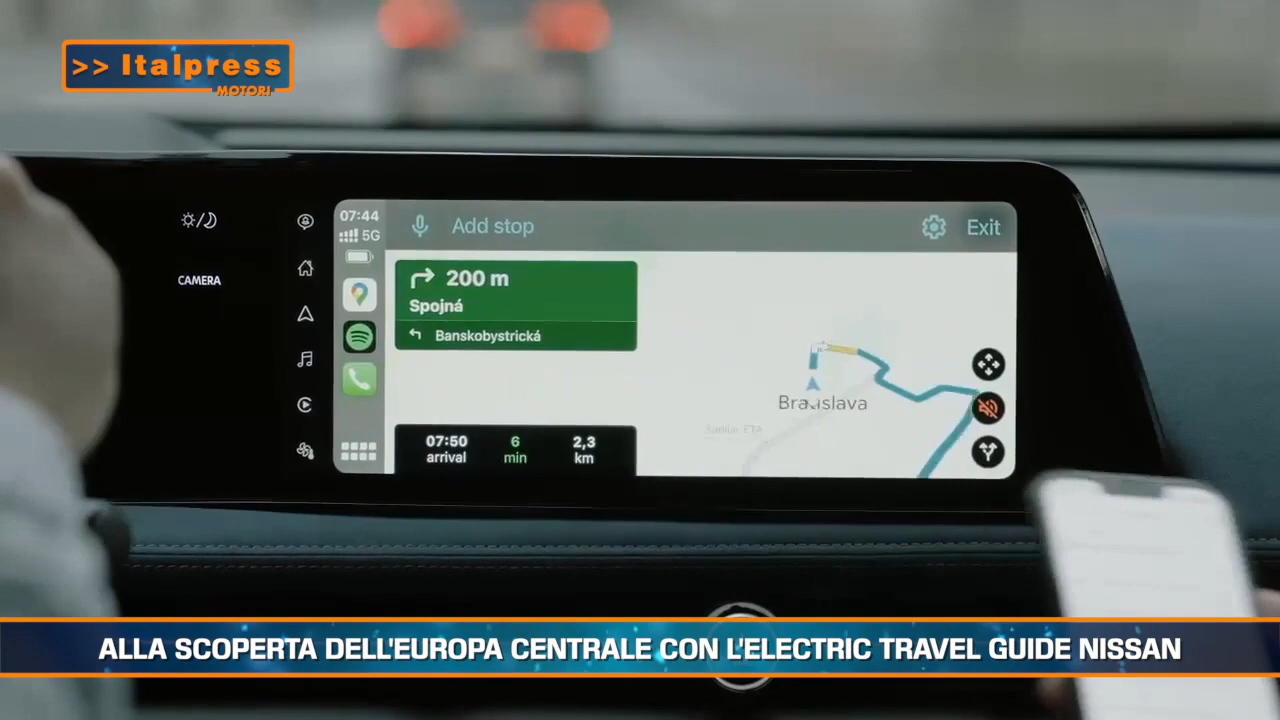 >> Italpress
MOTORI
CAMERA
07:44
5G
Add stop
Exit
200 m
Spojná
Banskobystrická
07:50
arrival
6
min
2,3
km
Bratislava
ALLA SCOPERTA DELL'EUROPA CENTRALE CON L'ELECTRIC TRAVEL GUIDE NISSAN